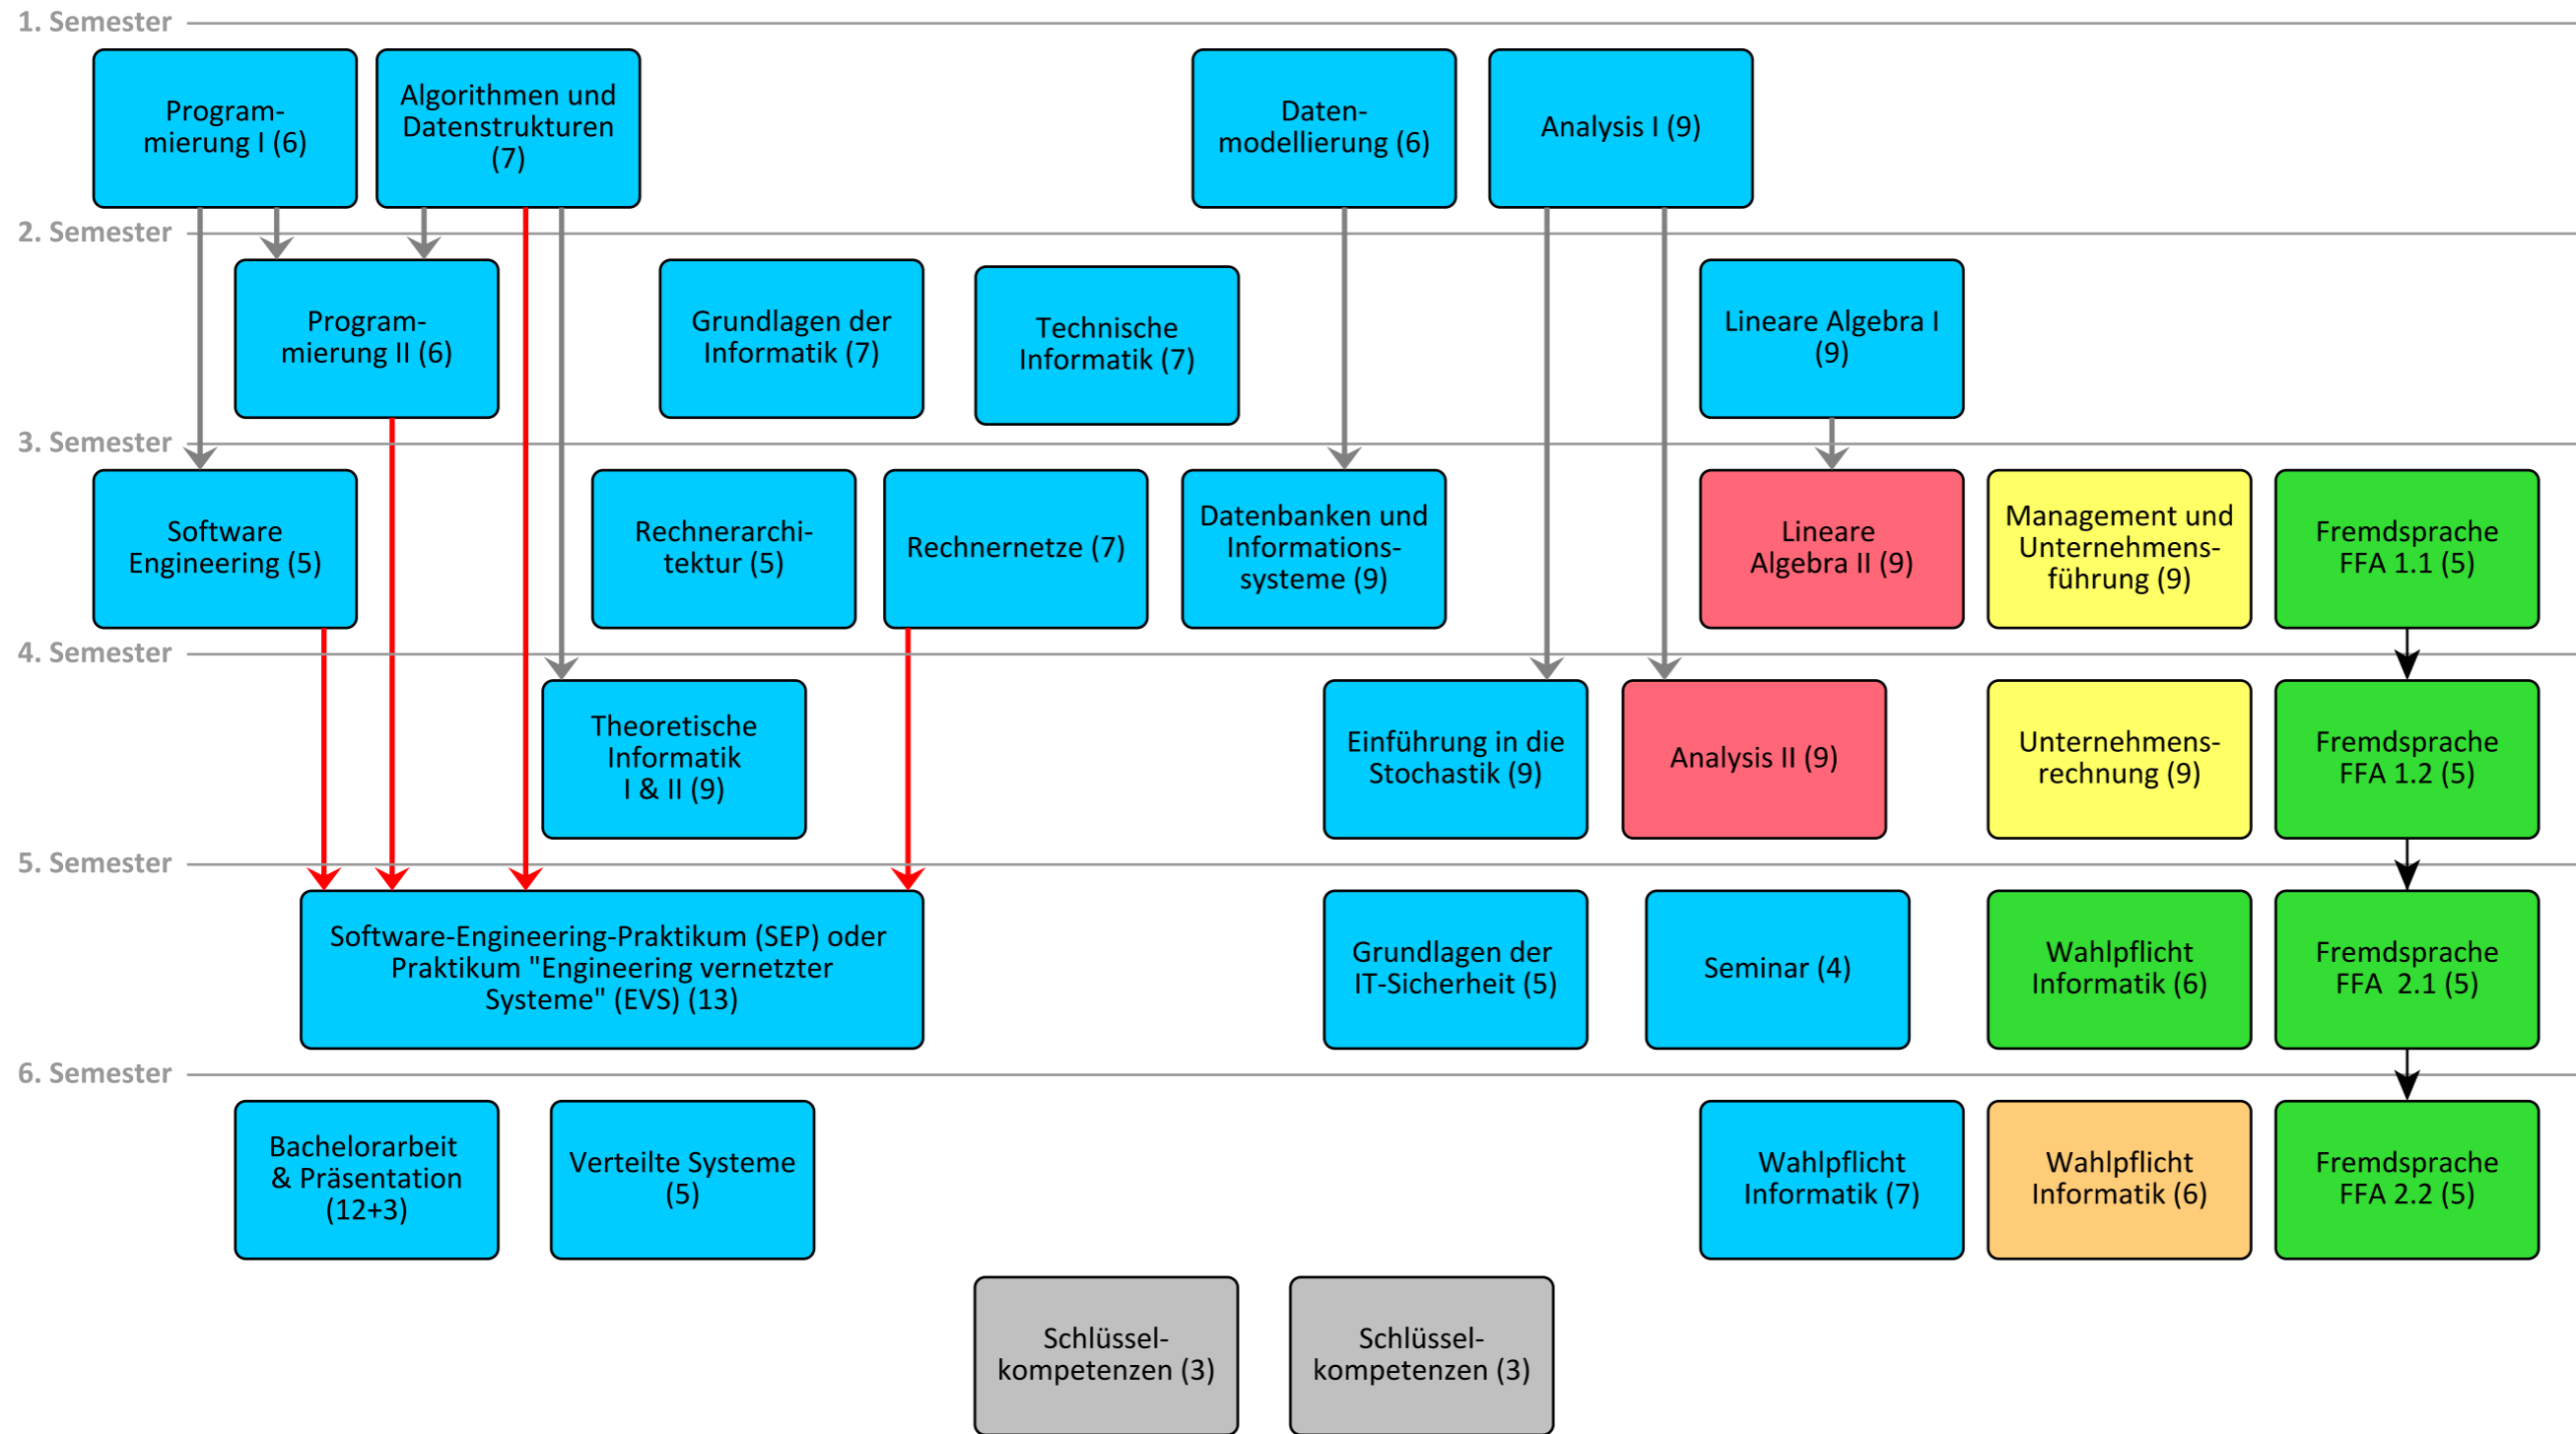 1. Semester
Program-
mierung I (6)
Algorithmen und
Datenstrukturen
(7)
Daten-
modellierung (6)
Analysis I (9)
2. Semester
Program-
mierung II (6)
Grundlagen der
Informatik (7)
Technische
Informatik (7)
Lineare Algebra I
(9)
3. Semester
Software
Engineering (5)
Rechnerarchi-
tektur (5)
Rechnernetze (7)
Datenbanken und
Informations-
systeme (9)
Lineare
Algebra II (9)
Management und
Unternehmens-
führung (9)
Fremdsprache
FFA 1.1 (5)
4. Semester
Theoretische
Informatik
I & II (9)
Einführung in die
Stochastik (9)
Analysis II (9)
Unternehmens-
rechnung (9)
Fremdsprache
FFA 1.2 (5)
5. Semester
Software-Engineering-Praktikum (SEP) oder
Praktikum "Engineering vernetzter
Systeme" (EVS) (13)
Grundlagen der
IT-Sicherheit (5)
Seminar (4)
Wahlpflicht
Informatik (6)
Fremdsprache
FFA 2.1 (5)
6. Semester
Bachelorarbeit
& Präsentation
(12+3)
Verteilte Systeme
(5)
Wahlpflicht
Informatik (7)
Wahlpflicht
Informatik (6)
Fremdsprache
FFA 2.2 (5)
Schlüssel-
kompetenzen (3)
Schlüssel-
kompetenzen (3)